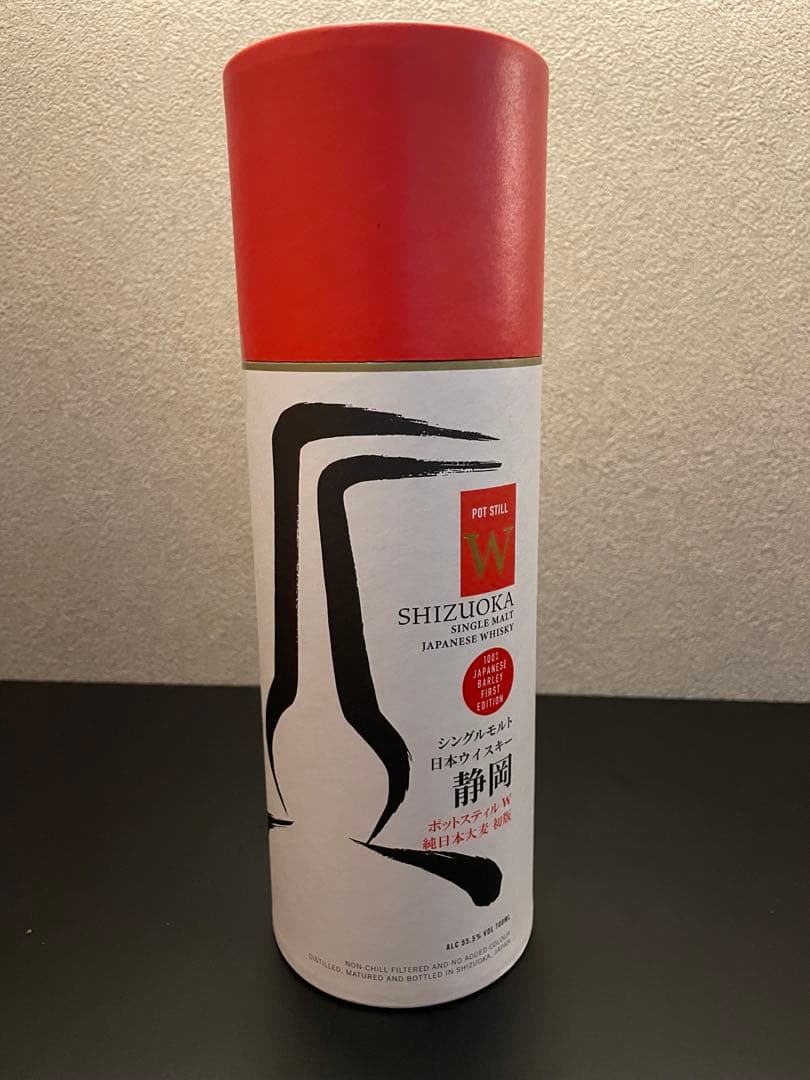 POT STILL
W
SHIZUOKA
SINGLE MALT
JAPANESE WHISKY
100%
JAPANESE
BARLEY
FIRST
EDITION
シングルモルト
日本ウイスキー
静岡
ポットスティル W
純日本大麦 初版
ALC 55.5% VOL 700ML
NON-CHILL FILTERED AND NO ADDED COLOUR
DISTILLED, MATURED AND BOTTLED IN SHIZUOKA, JAPAN